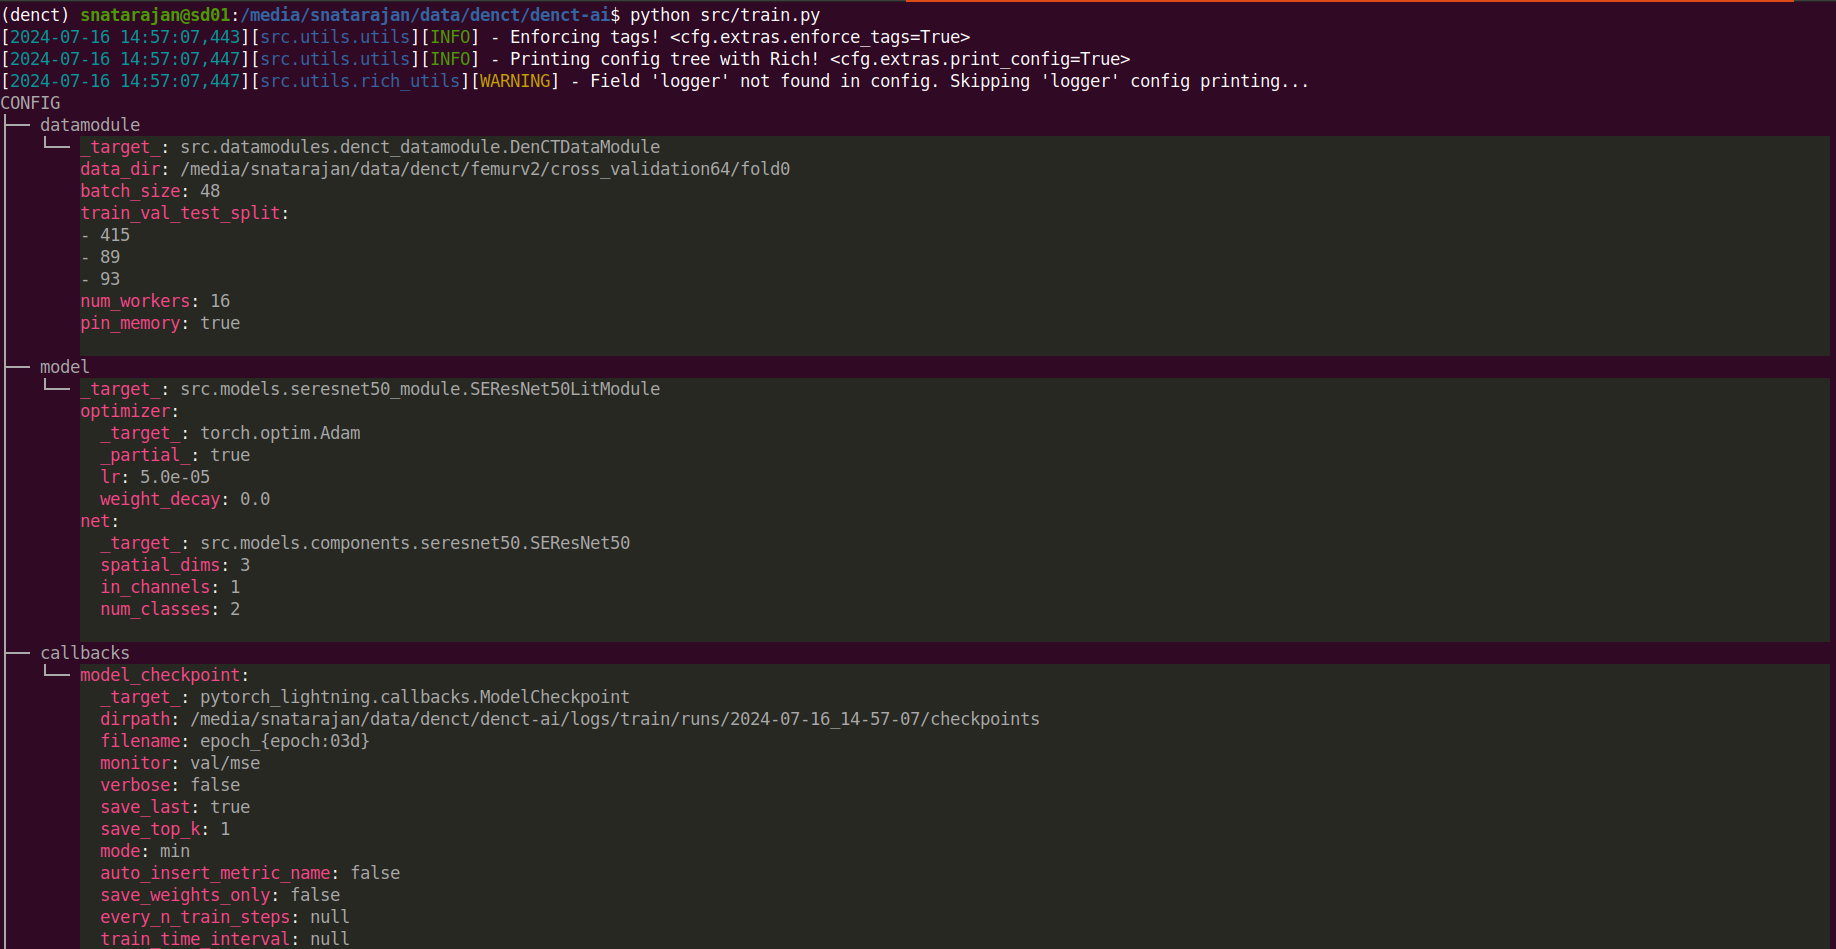 (denct) snatarajan@sd01:/media/snatarajan/data/denct/denct-ai$ python src/train.py
[2024-07-16 14:57:07,443][src.utils.utils][INFO] - Enforcing tags! <cfg.extras.enforce_tags=True>
[2024-07-16 14:57:07,447][src.utils.utils][INFO] - Printing config tree with Rich! <cfg.extras.print_config=True>
[2024-07-16 14:57:07,447][src.utils.rich_utils][WARNING] - Field 'logger' not found in config. Skipping 'logger' config printing...
CONFIG
├── datamodule
│   └── _target_: src.datamodules.denct_datamodule.DenCTDataModule
│       data_dir: /media/snatarajan/data/denct/femurv2/cross_validation64/fold0
│       batch_size: 48
│       train_val_test_split:
│       - 415
│       - 89
│       - 93
│       num_workers: 16
│       pin_memory: true
│
├── model
│   └── _target_: src.models.seresnet50_module.SEResNet50LitModule
│       optimizer:
│         _target_: torch.optim.Adam
│         _partial_: true
│         lr: 5.0e-05
│         weight_decay: 0.0
│       net:
│         _target_: src.models.components.seresnet50.SEResNet50
│         spatial_dims: 3
│         in_channels: 1
│         num_classes: 2
│
├── callbacks
│   └── model_checkpoint:
│         _target_: pytorch_lightning.callbacks.ModelCheckpoint
│         dirpath: /media/snatarajan/data/denct/denct-ai/logs/train/runs/2024-07-16_14-57-07/checkpoints
│         filename: epoch_{epoch:03d}
│         monitor: val/mse
│         verbose: false
│         save_last: true
│         save_top_k: 1
│         mode: min
│         auto_insert_metric_name: false
│         save_weights_only: false
│         every_n_train_steps: null
│         train_time_interval: null